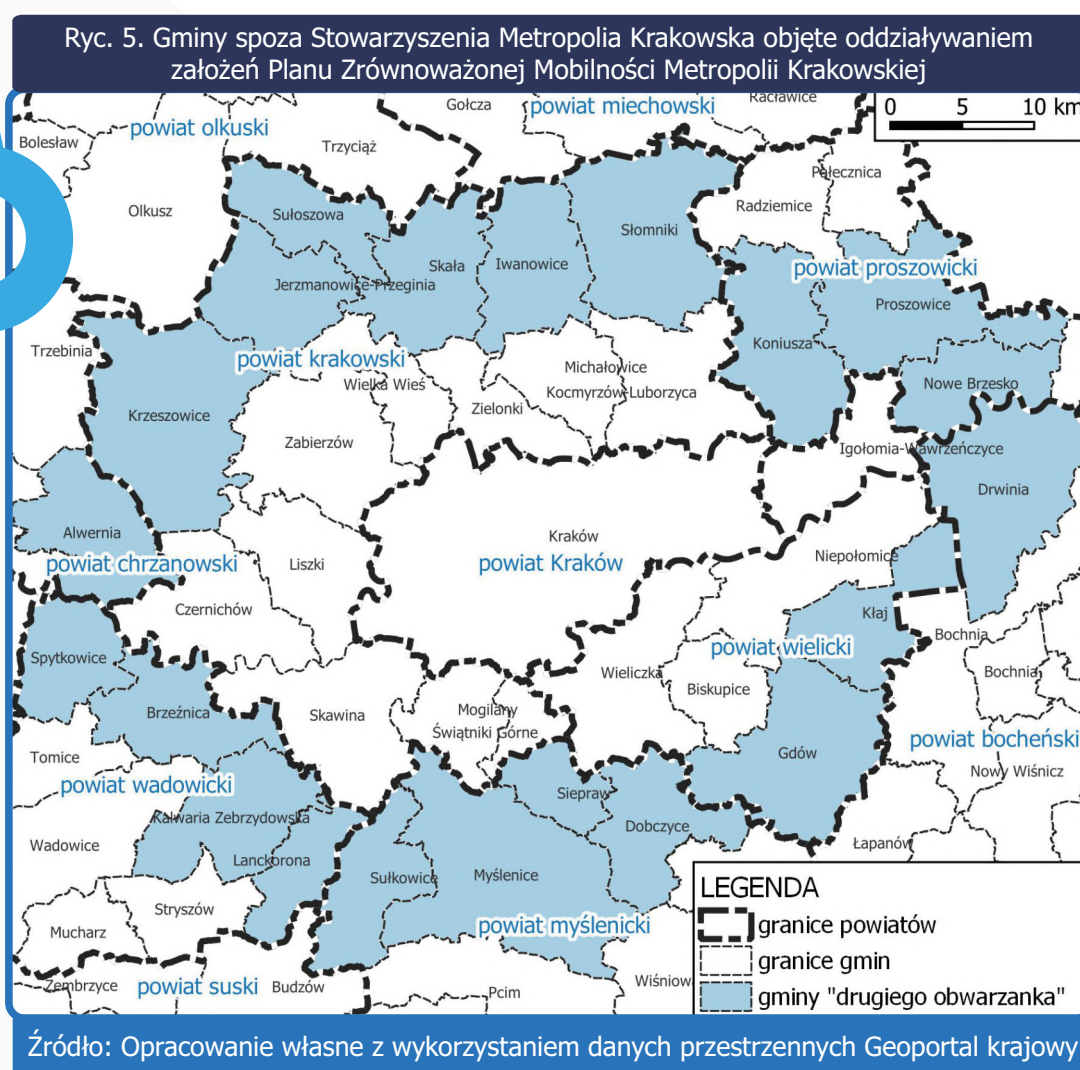 Ryc. 5. Gminy spoza Stowarzyszenia Metropolia Krakowska objęte oddziaływaniem
założeń Planu Zrównoważonej Mobilności Metropolii Krakowskiej
0 5 10 km
Gołcza
powiat miechowski
Racławice
powiat olkuski
Bolesław
Trzyciąż
Pałecznica
Olkusz
Sułoszowa
Radziemice
Słomniki
Skała
Iwanowice
powiat proszowicki
Jerzmanowice-Przeginia
Proszowice
Trzebinia
powiat krakowski
Koniusza
Michałowice
Wielka Wieś
Nowe Brzesko
Kocmyrzów-Luborzyca
Krzeszowice
Zielonki
Zabierzów
Igołomia-Wawrzeńczyce
Drwinia
Alwernia
Kraków
powiat chrzanowski
Liszki
powiat Kraków
Niepołomice
Czernichów
Kłaj
Bochnia
Spytkowice
powiat wielicki
Wieliczka
Bochnia
Biskupice
Brzeźnica
Skawina
Mogilany
Świątniki Górne
powiat bocheński
Tomice
Gdów
Nowy Wiśnicz
powiat wadowicki
Siepraw
Kalwaria Zebrzydowska
Dobczyce
Wadowice
Łapanów
Lanckorona
Sułkowice
Myślenice
Stryszów
powiat myślenicki
Mucharz
Zembrzyce
powiat suski
Budzów
Pcim
Wiśniow
LEGENDA
granice powiatów
granice gmin
gminy "drugiego obwarzanka"
Źródło: Opracowanie własne z wykorzystaniem danych przestrzennych Geoportal krajowy